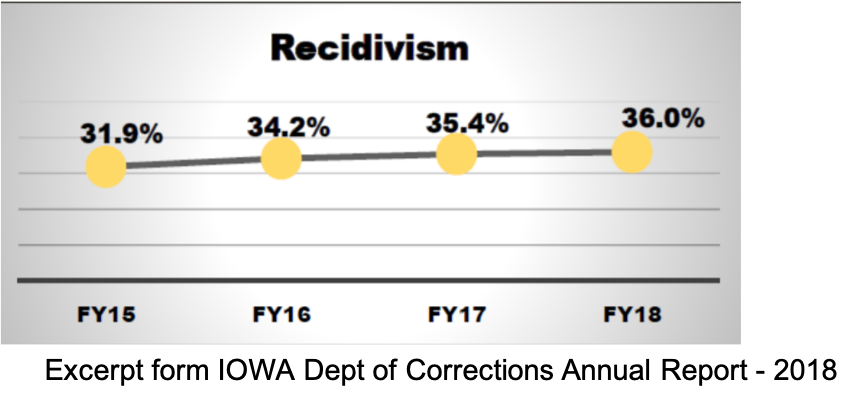 Recidivism
31.9% 34.2% 35.4% 36.0%
FY15 FY16 FY17 FY18
Excerpt form IOWA Dept of Corrections Annual Report - 2018